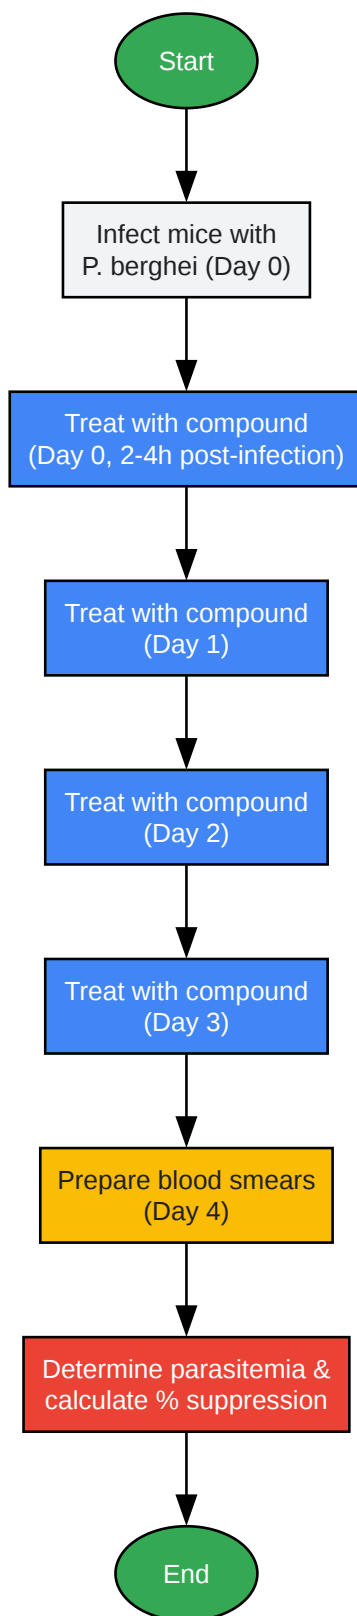 Start
Infect mice with
P. berghei (Day 0)
Treat with compound
(Day 0, 2-4h post-infection)
Treat with compound
(Day 1)
Treat with compound
(Day 2)
Treat with compound
(Day 3)
Prepare blood smears
(Day 4)
Determine parasitemia &
calculate % suppression
End